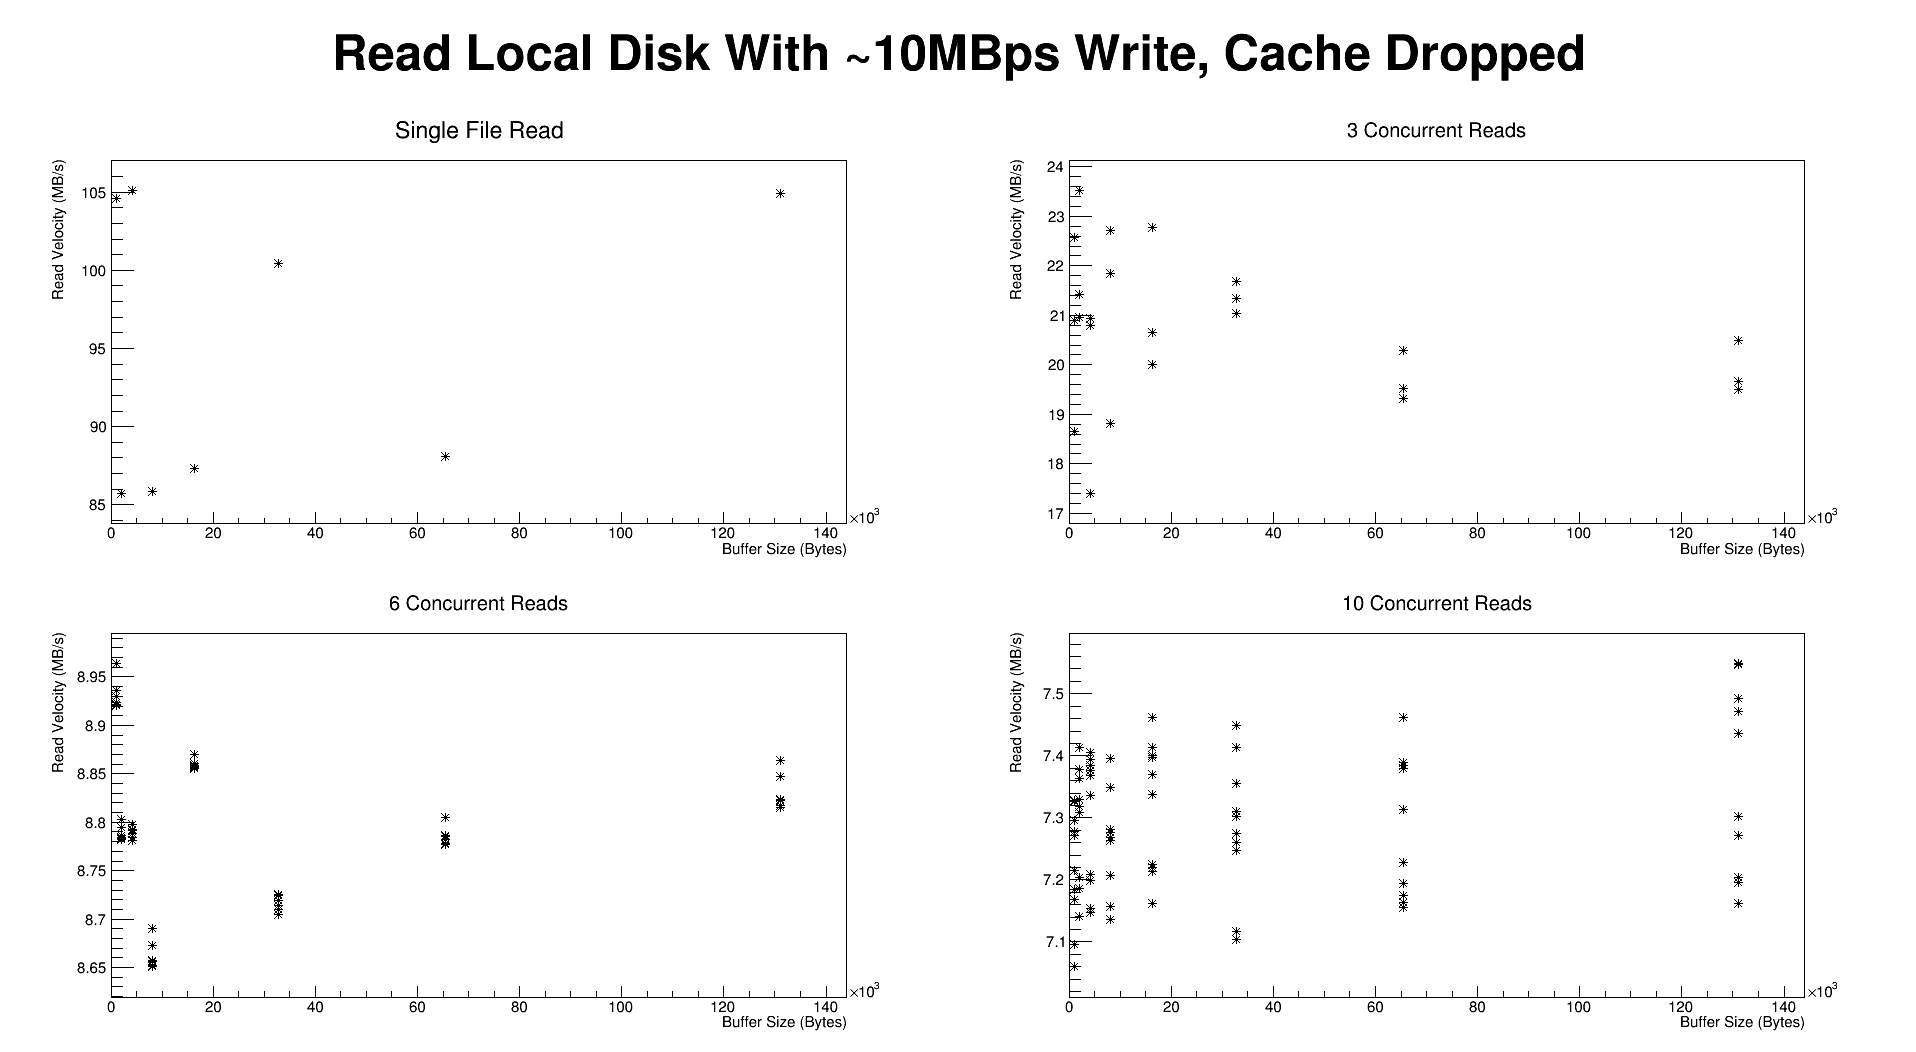 Read Local Disk With ~10MBps Write, Cache Dropped
Single File Read
Read Velocity (MB/s)
105
100
95
90
85
0 20 40 60 80 100 120 140
×10³
Buffer Size (Bytes)
3 Concurrent Reads
Read Velocity (MB/s)
24
23
22
21
20
19
18
17
0 20 40 60 80 100 120 140
×10³
Buffer Size (Bytes)
6 Concurrent Reads
Read Velocity (MB/s)
8.95
8.9
8.85
8.8
8.75
8.7
8.65
0 20 40 60 80 100 120 140
×10³
Buffer Size (Bytes)
10 Concurrent Reads
Read Velocity (MB/s)
7.5
7.4
7.3
7.2
7.1
0 20 40 60 80 100 120 140
×10³
Buffer Size (Bytes)